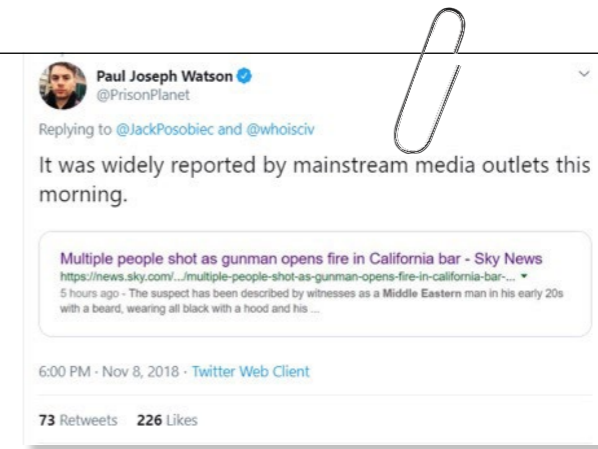 Paul Joseph Watson
@PrisonPlanet
Replying to @JackPosobiec and @whoisciv
It was widely reported by mainstream media outlets this
morning.
Multiple people shot as gunman opens fire in California bar - Sky News
https://news.sky.com/.../multiple-people-shot-as-gunman-opens-fire-in-california-bar-...
5 hours ago - The suspect has been described by witnesses as a Middle Eastern man in his early 20s
with a beard, wearing all black with a hood and his ...
6:00 PM · Nov 8, 2018 · Twitter Web Client
73 Retweets 226 Likes